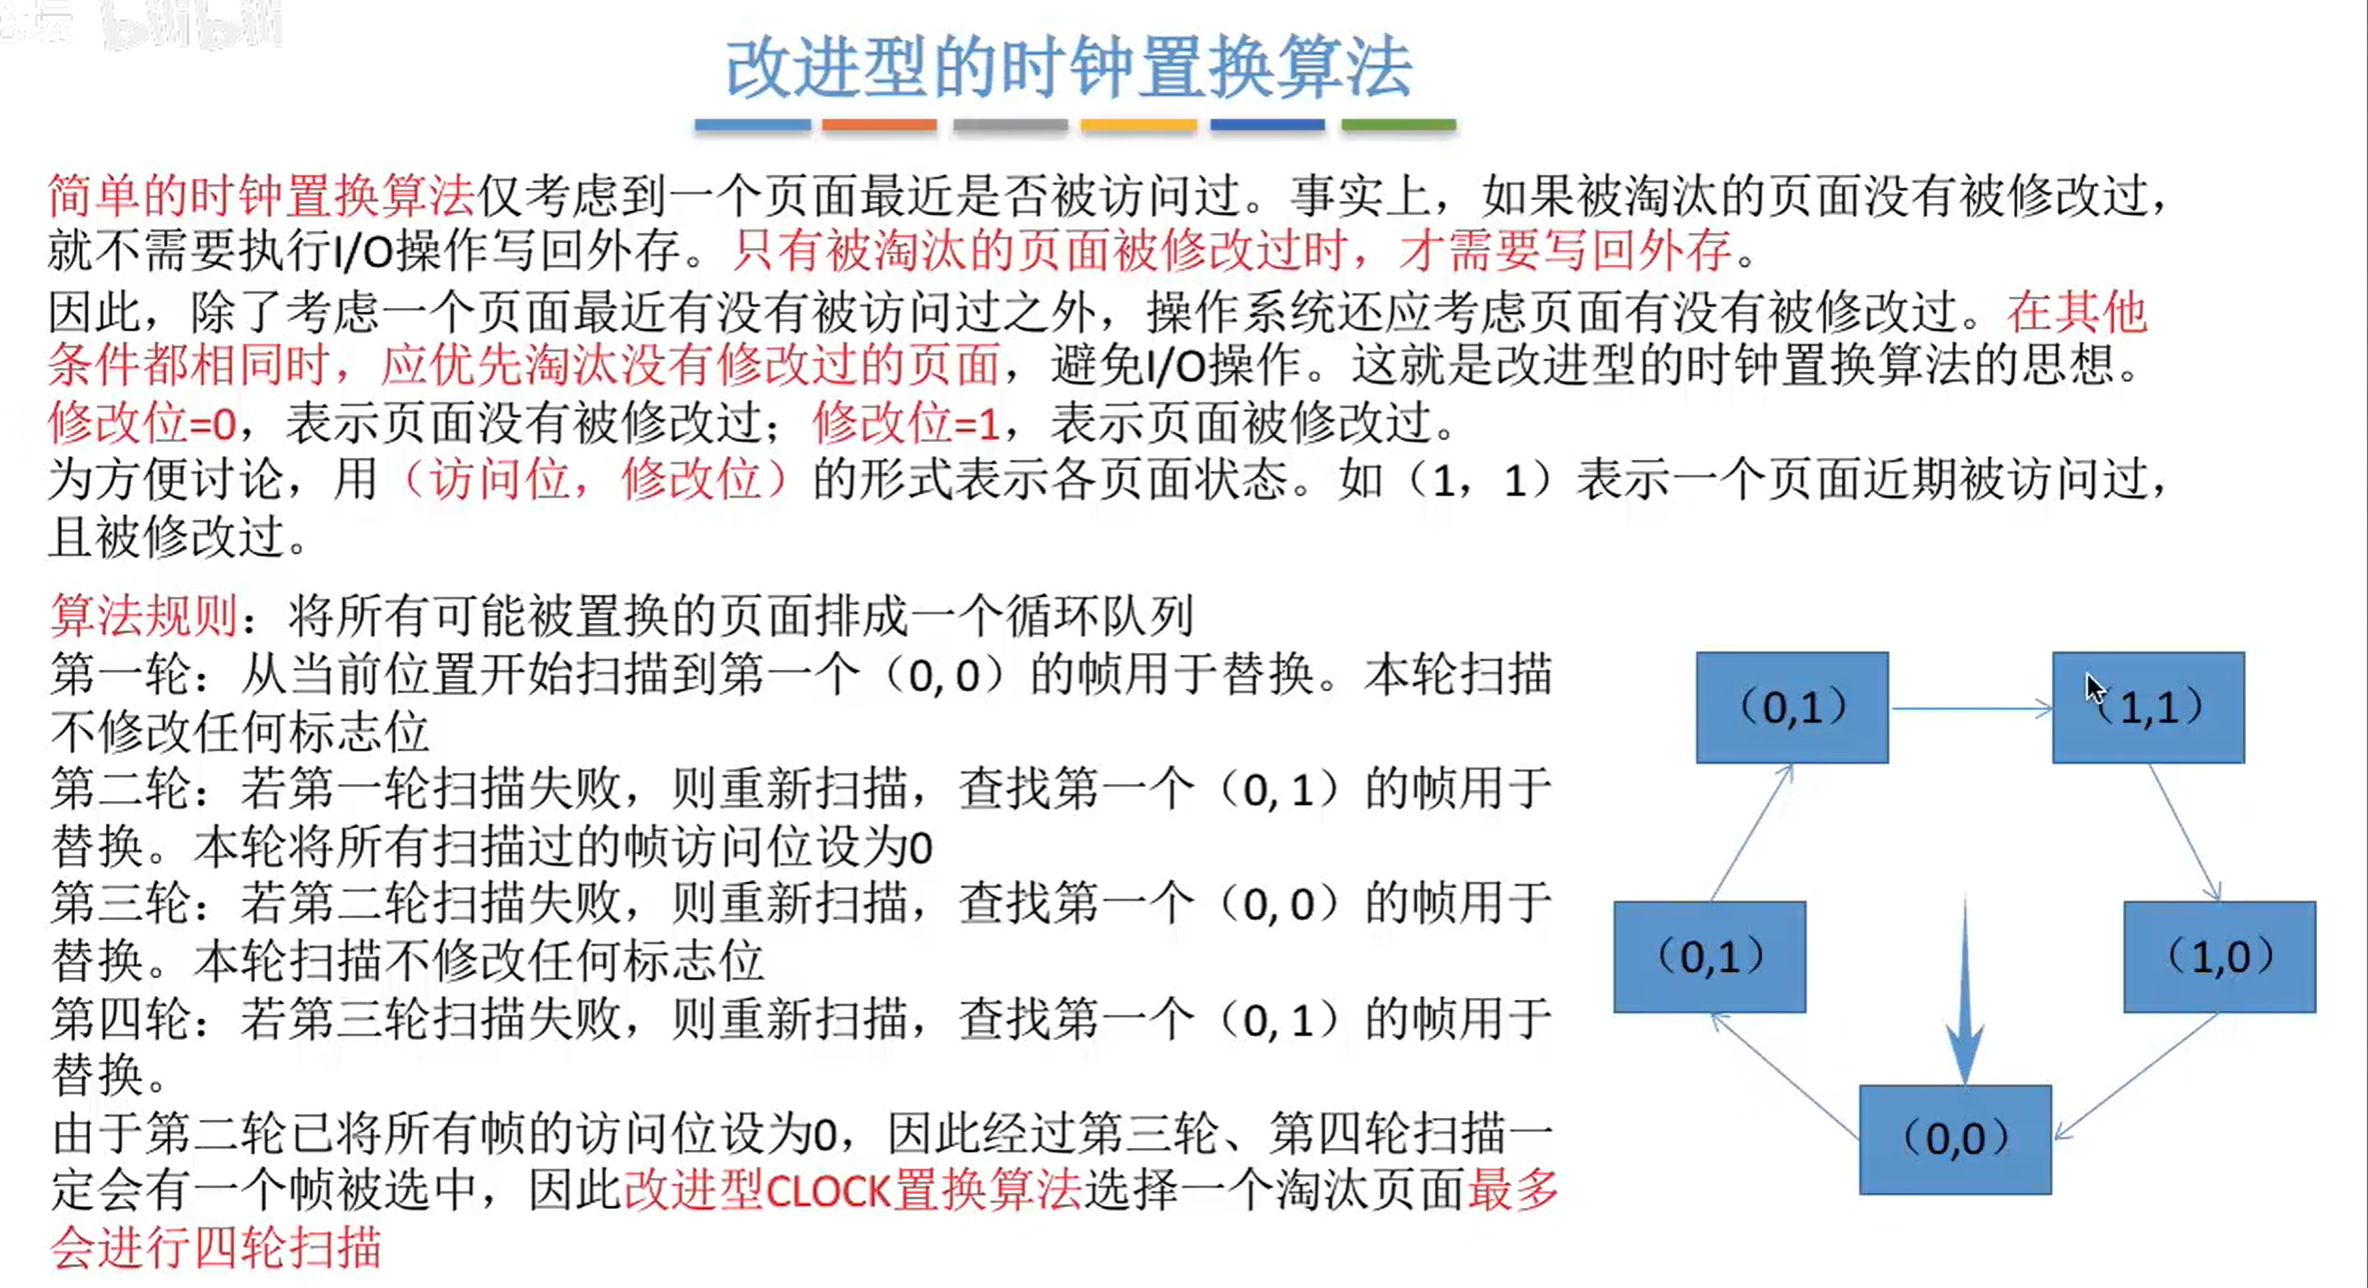 bilibili
改进型的时钟置换算法
简单的时钟置换算法仅考虑到一个页面最近是否被访问过。事实上，如果被淘汰的页面没有被修改过，
就不需要执行I/O操作写回外存。只有被淘汰的页面被修改过时，才需要写回外存。
因此，除了考虑一个页面最近有没有被访问过之外，操作系统还应考虑页面有没有被修改过。在其他
条件都相同时，应优先淘汰没有修改过的页面，避免I/O操作。这就是改进型的时钟置换算法的思想。
修改位=0，表示页面没有被修改过；修改位=1，表示页面被修改过。
为方便讨论，用（访问位，修改位）的形式表示各页面状态。如（1，1）表示一个页面近期被访问过，
且被修改过。
算法规则：将所有可能被置换的页面排成一个循环队列
第一轮：从当前位置开始扫描到第一个（0, 0）的帧用于替换。本轮扫描
不修改任何标志位
第二轮：若第一轮扫描失败，则重新扫描，查找第一个（0, 1）的帧用于
替换。本轮将所有扫描过的帧访问位设为0
第三轮：若第二轮扫描失败，则重新扫描，查找第一个（0, 0）的帧用于
替换。本轮扫描不修改任何标志位
第四轮：若第三轮扫描失败，则重新扫描，查找第一个（0, 1）的帧用于
替换。
由于第二轮已将所有帧的访问位设为0，因此经过第三轮、第四轮扫描一
定会有一个帧被选中，因此改进型CLOCK置换算法选择一个淘汰页面最多
会进行四轮扫描
（0,1）
（1,1）
（0,1）
（1,0）
（0,0）